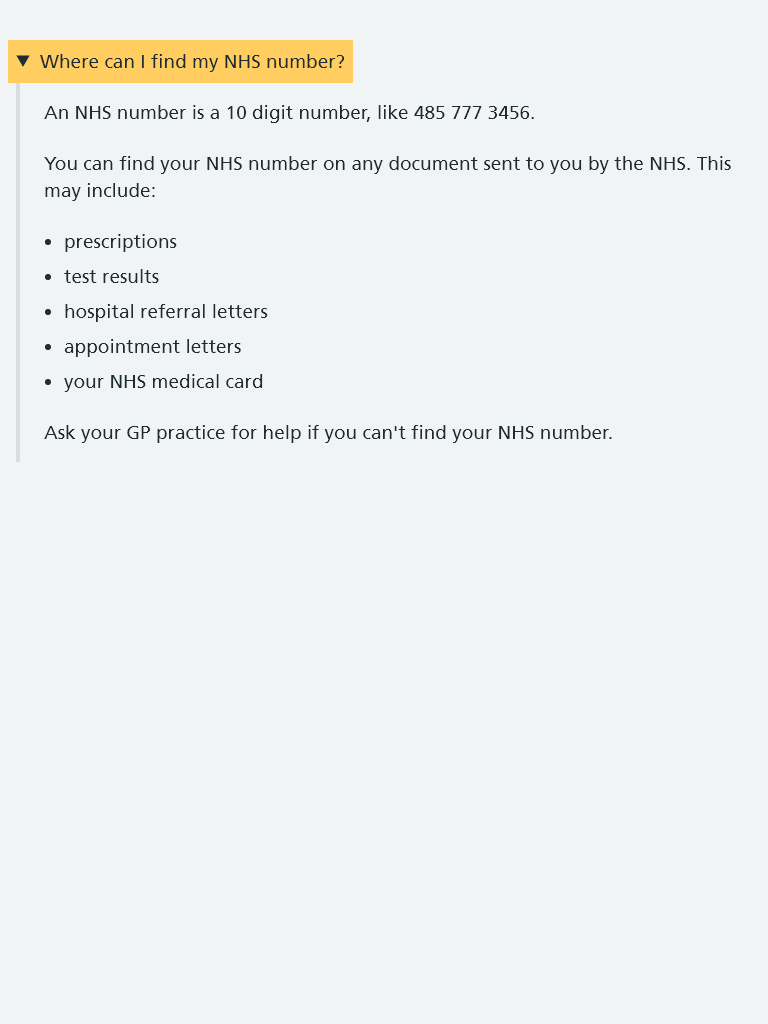 Where can I find my NHS number?
An NHS number is a 10 digit number, like 485 777 3456.
You can find your NHS number on any document sent to you by the NHS. This
may include:
prescriptions
test results
hospital referral letters
appointment letters
your NHS medical card
Ask your GP practice for help if you can't find your NHS number.